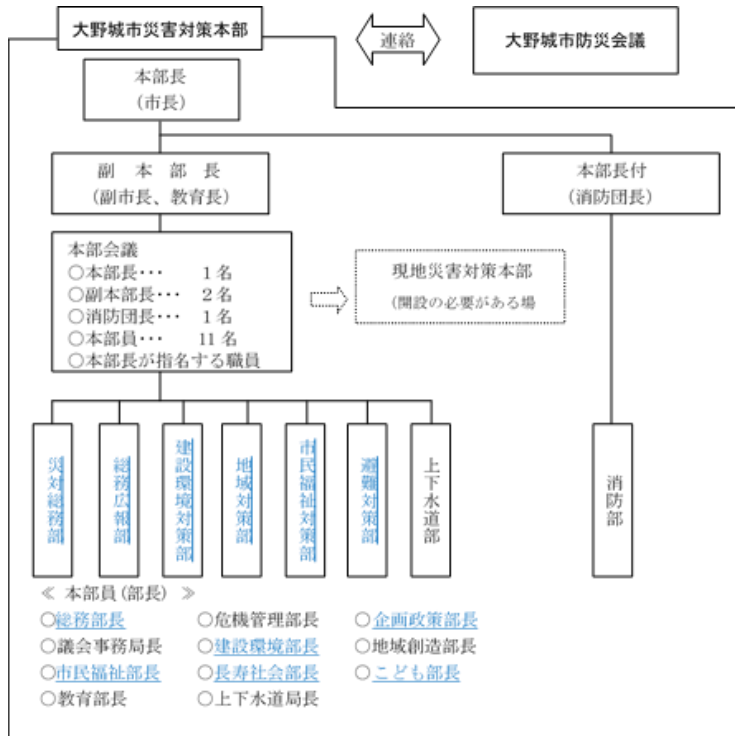 大野城市災害対策本部
連絡
大野城市防災会議
本部長
(市長)
副 本 部 長
(副市長、教育長)
本部長付
(消防団長)
本部会議
○本部長･･･ 1名
○副本部長･･･ 2名
○消防団長･･･ 1名
○本部員･･･ 11名
○本部長が指名する職員
現地災害対策本部
(開設の必要がある場
災対総務部
総務広報部
建設環境対策部
地域対策部
市民福祉対策部
避難対策部
上下水道部
消防部
≪ 本部員(部長) ≫
○総務部長 ○危機管理部長 ○企画政策部長
○議会事務局長 ○建設環境部長 ○地域創造部長
○市民福祉部長 ○長寿社会部長 ○こども部長
○教育部長 ○上下水道局長